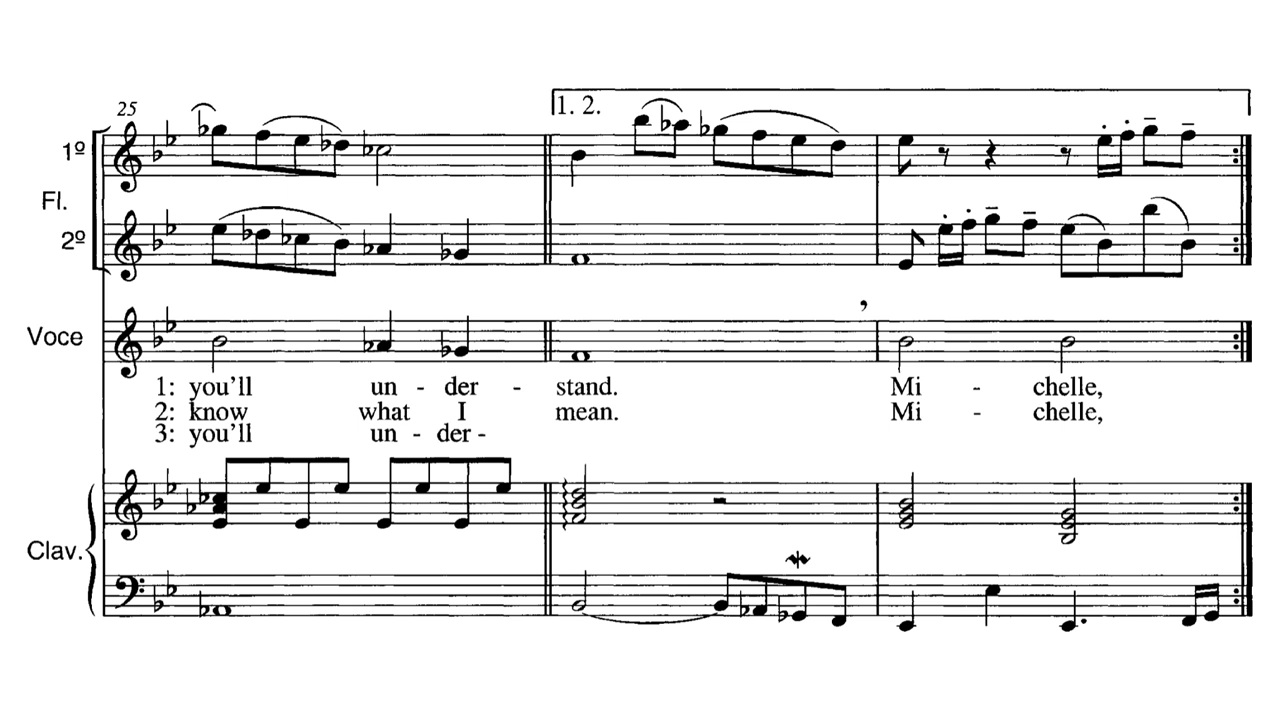 25
1. 2.
1º
Fl.
2º
Voce
1: you'll un - der - stand. Mi - chelle,
2: know what I mean. Mi - chelle,
3: you'll un - der -
Clav.